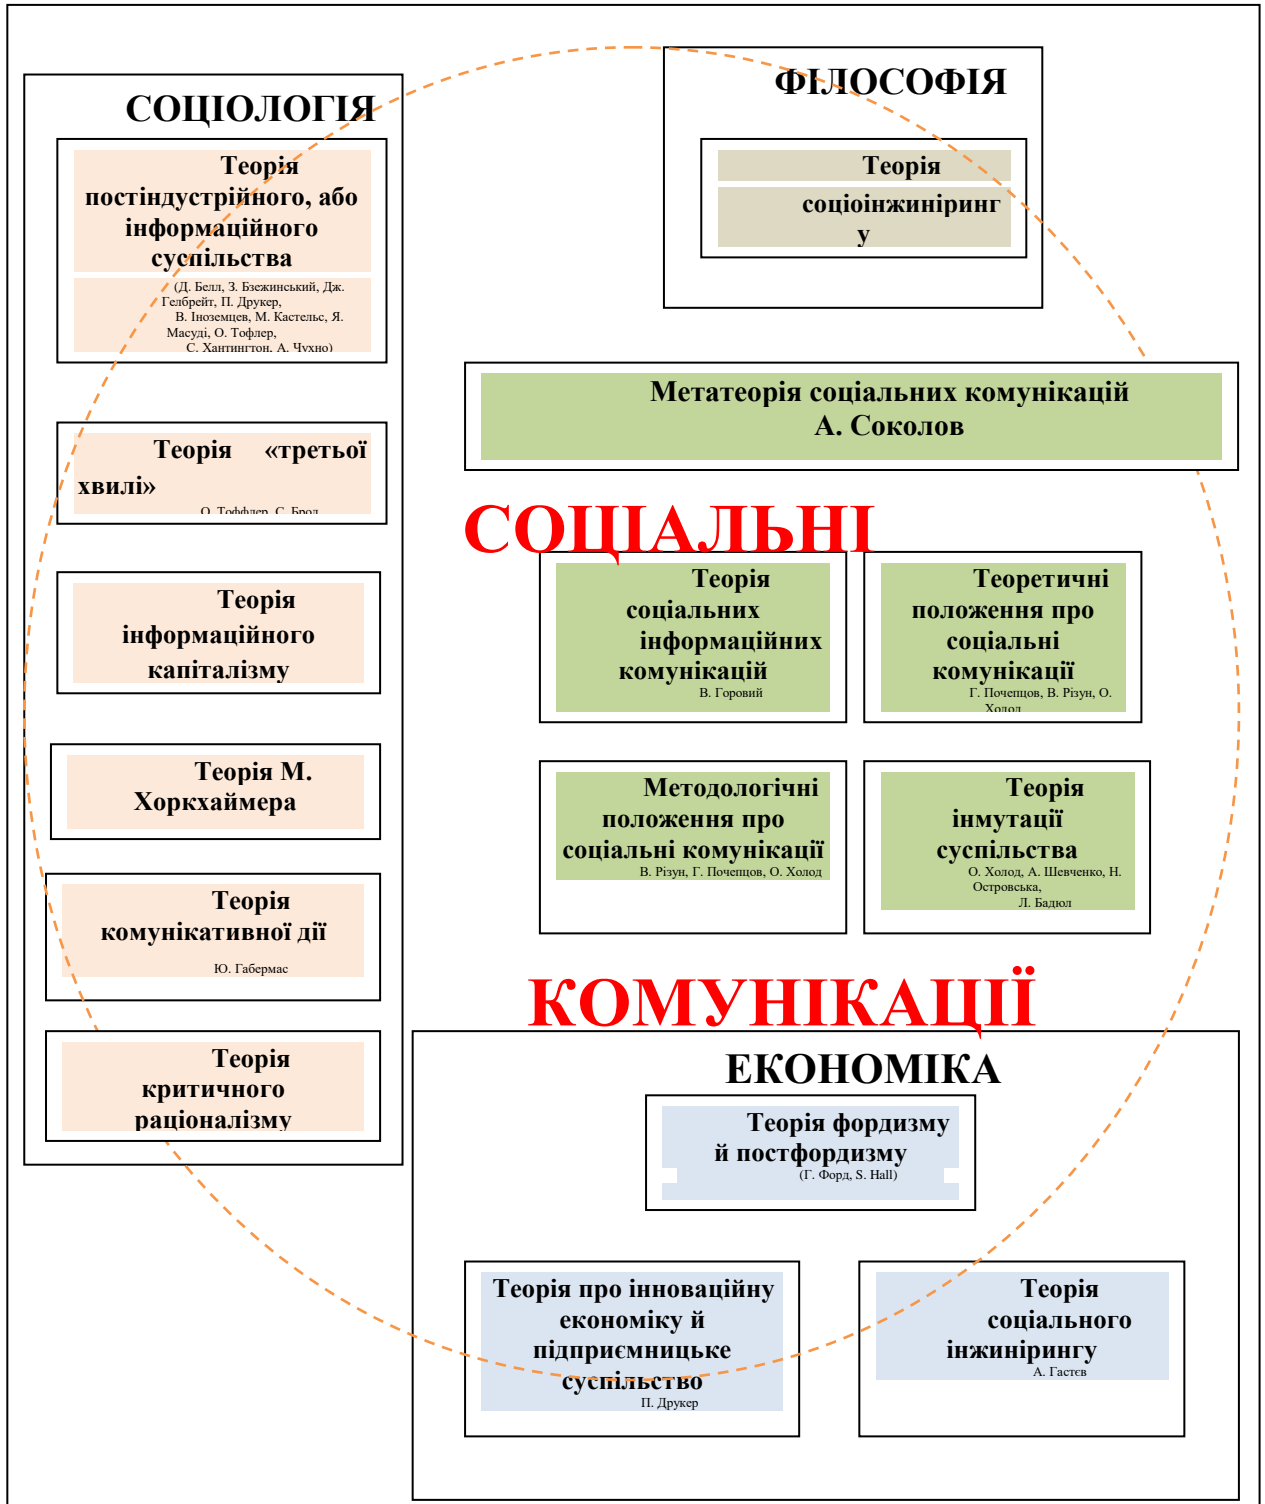 СОЦІОЛОГІЯ
Теорія
постіндустрійного, або
інформаційного
суспільства
(Д. Белл, З. Бзежинський, Дж.
Гелбрейт, П. Друкер,
В. Іноземцев, М. Кастельс, Я.
Масуді, О. Тофлер,
С. Хантингтон, А. Чухно)
Теорія «третьої
хвилі»
О. Тоффлер, С. Брод
Теорія
інформаційного
капіталізму
Теорія М.
Хоркхаймера
Теорія
комунікативної дії
Ю. Габермас
Теорія
критичного
раціоналізму
ФІЛОСОФІЯ
Теорія
соціоінжиніринг
у
Метатеорія соціальних комунікацій
А. Соколов
СОЦІАЛЬНІ
Теорія
соціальних
інформаційних
комунікацій
В. Горовий
Теоретичні
положення про
соціальні
комунікації
Г. Почепцов, В. Різун, О.
Холод
Методологічні
положення про
соціальні комунікації
В. Різун, Г. Почепцов, О. Холод
Теорія
інмутації
суспільства
О. Холод, А. Шевченко, Н.
Островська,
Л. Бадюл
КОМУНІКАЦІЇ
ЕКОНОМІКА
Теорія фордизму
й постфордизму
(Г. Форд, S. Hall)
Теорія про інноваційну
економіку й
підприємницьке
суспільство
П. Друкер
Теорія
соціального
інжинірингу
А. Гастєв